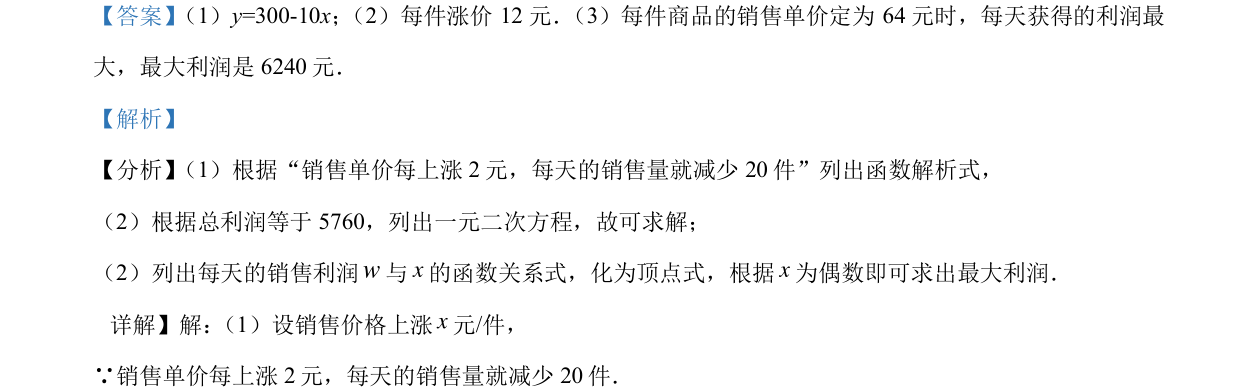 【答案】（1）y=300-10x；（2）每件涨价 12 元．（3）每件商品的销售单价定为 64 元时，每天获得的利润最
大，最大利润是 6240 元．
【解析】
【分析】（1）根据“销售单价每上涨 2 元，每天的销售量就减少 20 件”列出函数解析式，
（2）根据总利润等于 5760，列出一元二次方程，故可求解；
（2）列出每天的销售利润 w 与 x 的函数关系式，化为顶点式，根据 x 为偶数即可求出最大利润．
详解】解：（1）设销售价格上涨 x 元/件，
∵销售单价每上涨 2 元，每天的销售量就减少 20 件．